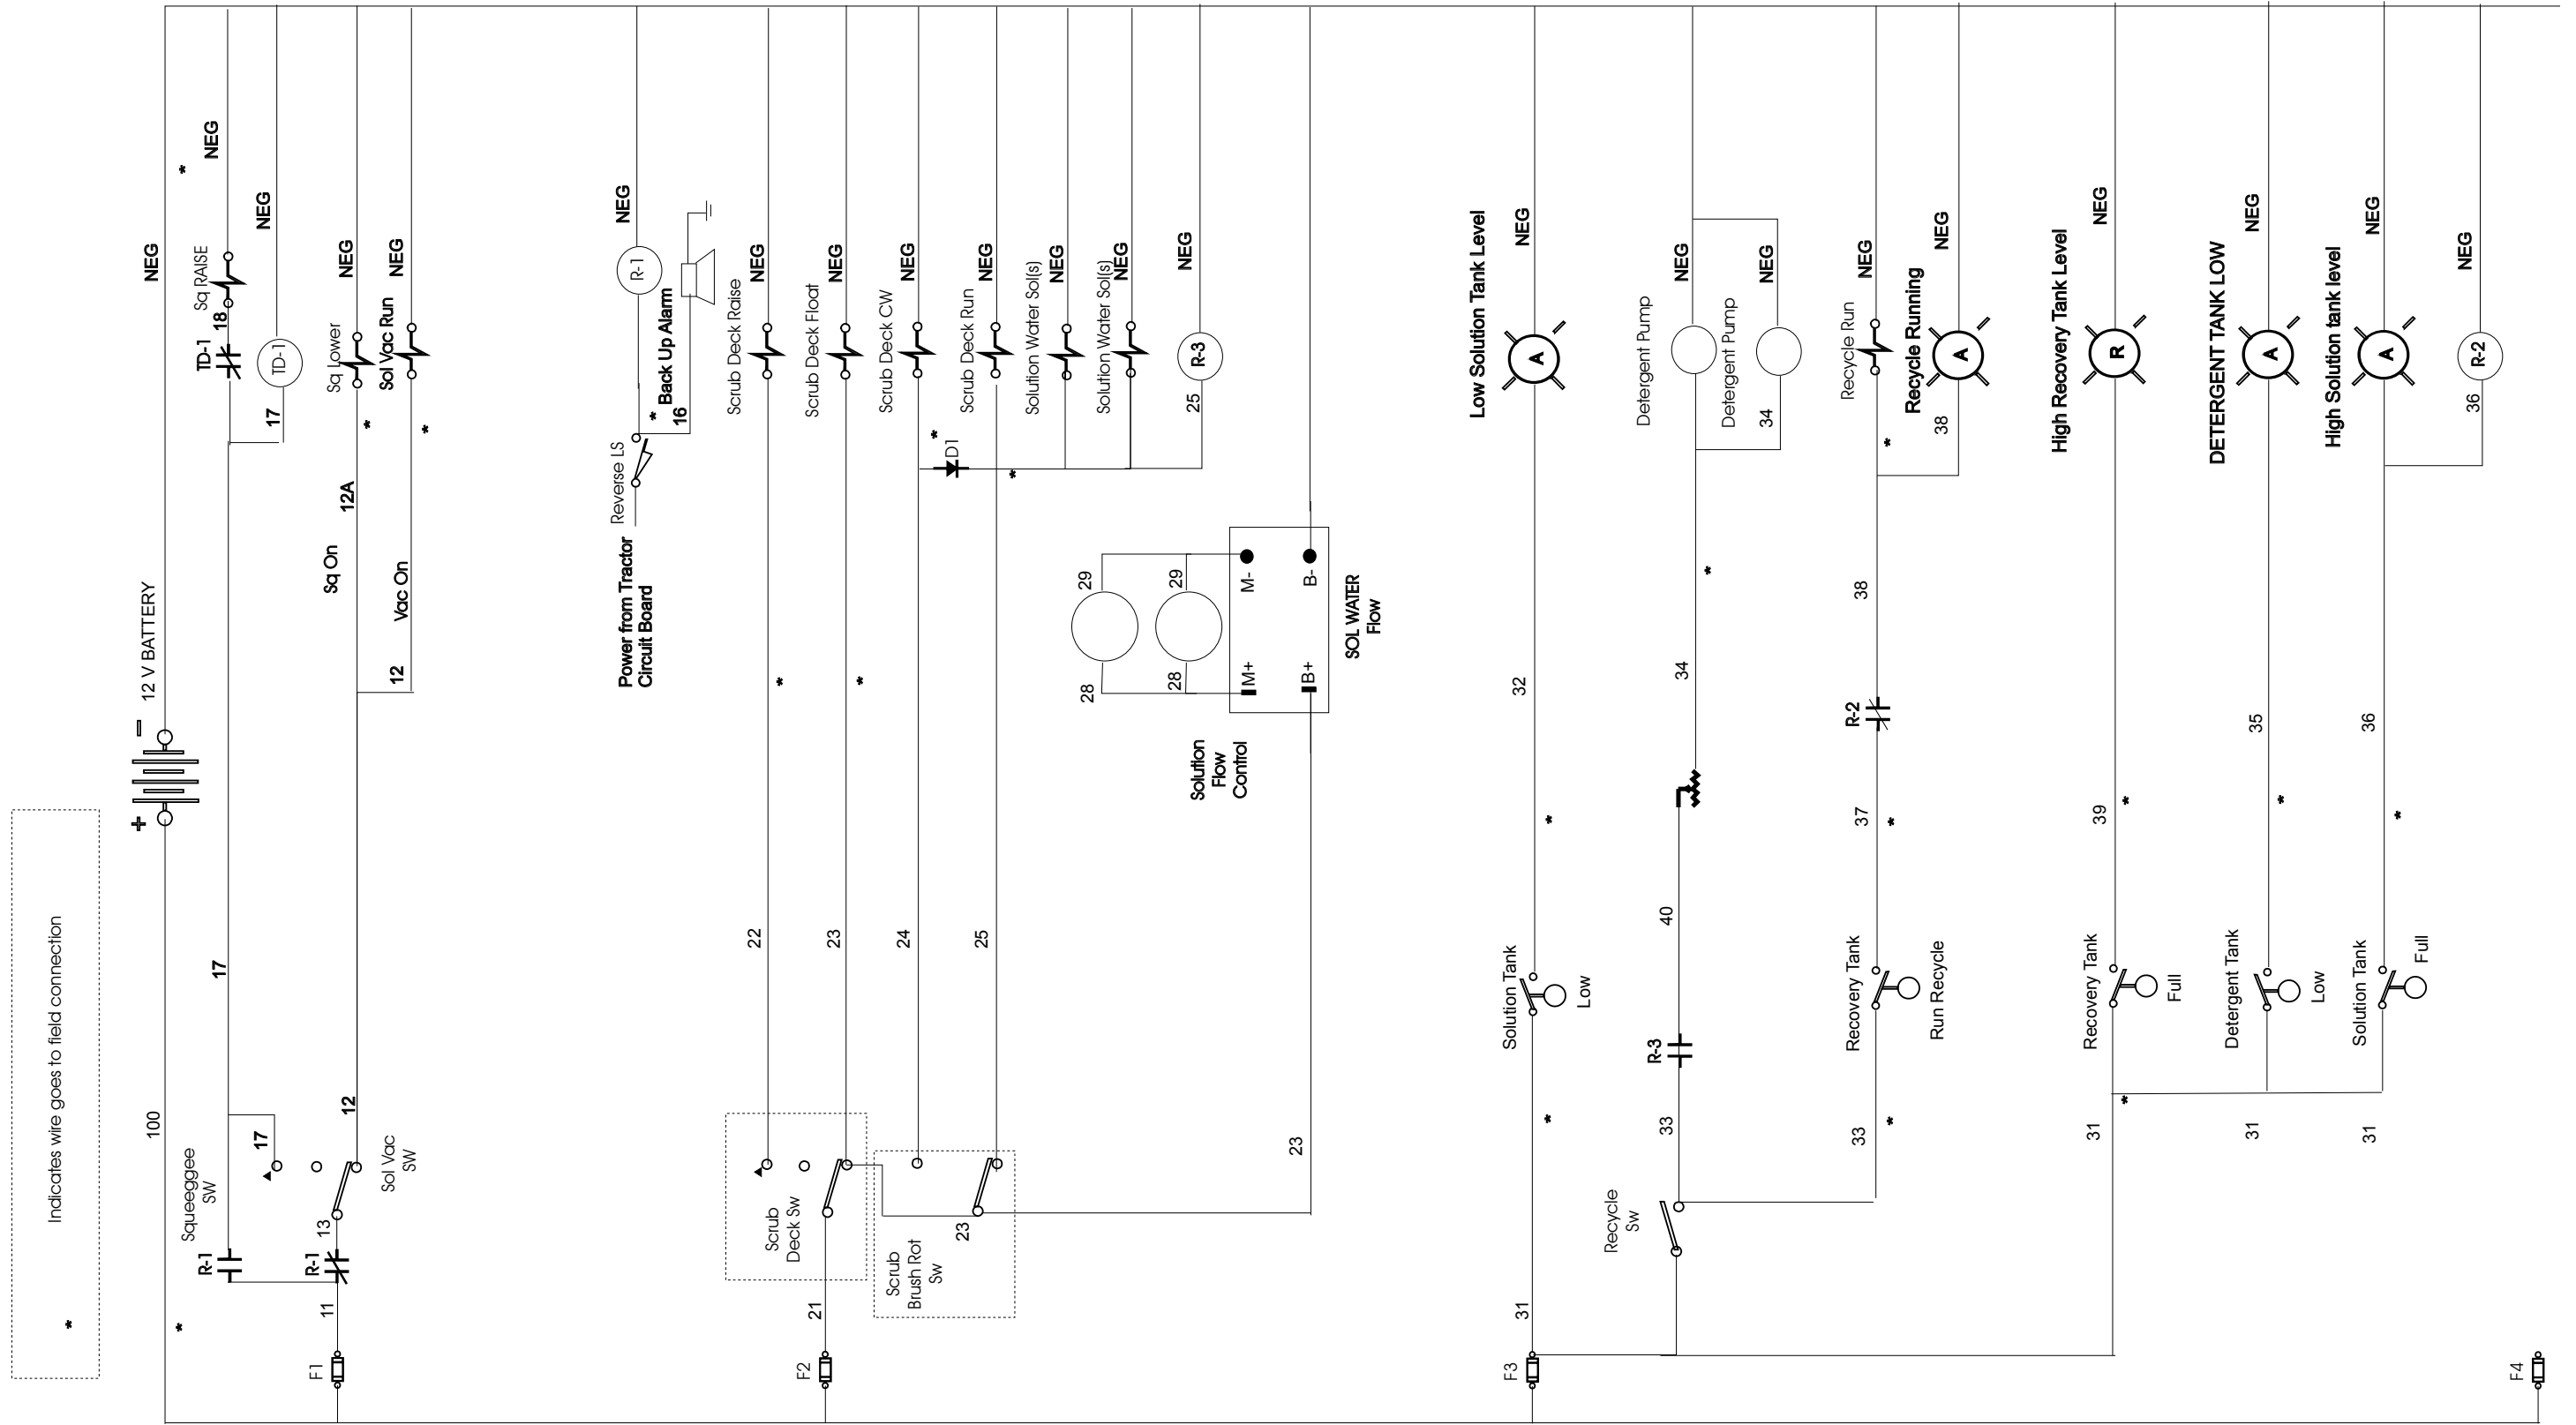 * Indicates wire goes to field connection
12 V BATTERY
+
−
100
*
NEG
*
R-1
Squeeggee
SW
17
17
17
TD-1
18
Sq RAISE
NEG
TD-1
NEG
F1
11
R-1
13
Sol Vac
SW
12
Sq On
12A
*
Sq Lower
NEG
12
Vac On
*
Sol Vac Run
NEG
Power from Tractor
Circuit Board
Reverse LS
*
16
Back Up Alarm
R-1
NEG
F2
21
Scrub
Deck Sw
22
*
Scrub Deck Raise
NEG
23
*
Scrub Deck Float
NEG
Scrub
Brush Rot
Sw
23
24
*
D1
Scrub Deck CW
NEG
25
*
Scrub Deck Run
NEG
Solution Water Sol(s)
NEG
Solution Water Sol(s)
NEG
25
R-3
NEG
23
Solution
Flow
Control
28
29
28
29
M+
M-
B+
B-
SOL WATER
Flow
F3
31
*
Solution Tank
Low
*
32
Low Solution Tank Level
A
NEG
Recycle
Sw
33
R-3
40
34
*
Detergent Pump
NEG
34
Detergent Pump
NEG
33
*
Recovery Tank
Run Recycle
37
*
R-2
38
*
Recycle Run
NEG
38
Recycle Running
A
NEG
31
*
Recovery Tank
Full
39
*
High Recovery Tank Level
R
NEG
31
Detergent Tank
Low
35
*
DETERGENT TANK LOW
A
NEG
31
Solution Tank
Full
36
*
High Solution tank level
A
NEG
36
R-2
NEG
F4